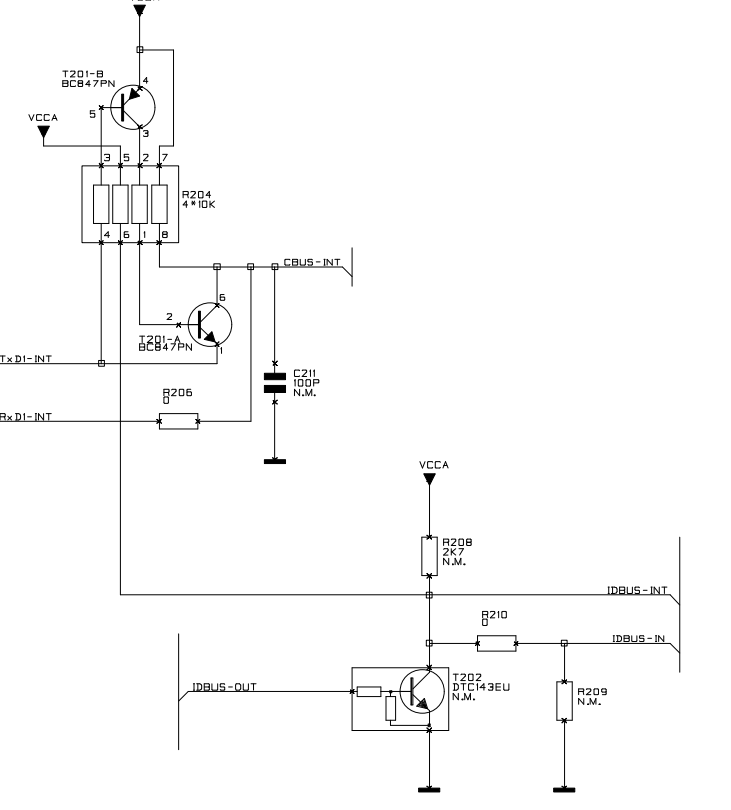 T201-B
BC847PN
4
5
3
VCCA
3 5 2 7
R204
4*10K
4 6 1 8
CBUS-INT
6
2
T201-A
BC847PN
1
TxD1-INT
C211
100P
N.M.
R206
0
RxD1-INT
VCCA
R208
2K7
N.M.
IDBUS-INT
R210
0
IDBUS-IN
T202
DTC143EU
N.M.
IDBUS-OUT
R209
N.M.